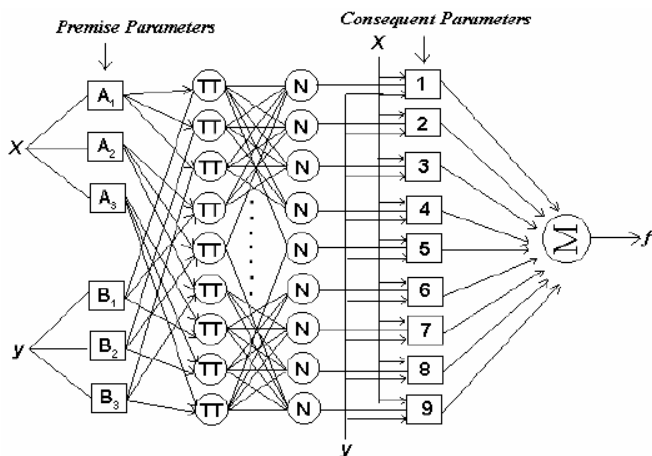 Premise Parameters
Consequent Parameters
X
A1
A2
A3
B1
B2
B3
X
y
TT
TT
TT
TT
TT
TT
TT
TT
TT
N
N
N
N
N
N
N
N
N
1
2
3
4
5
6
7
8
9
y
M
f